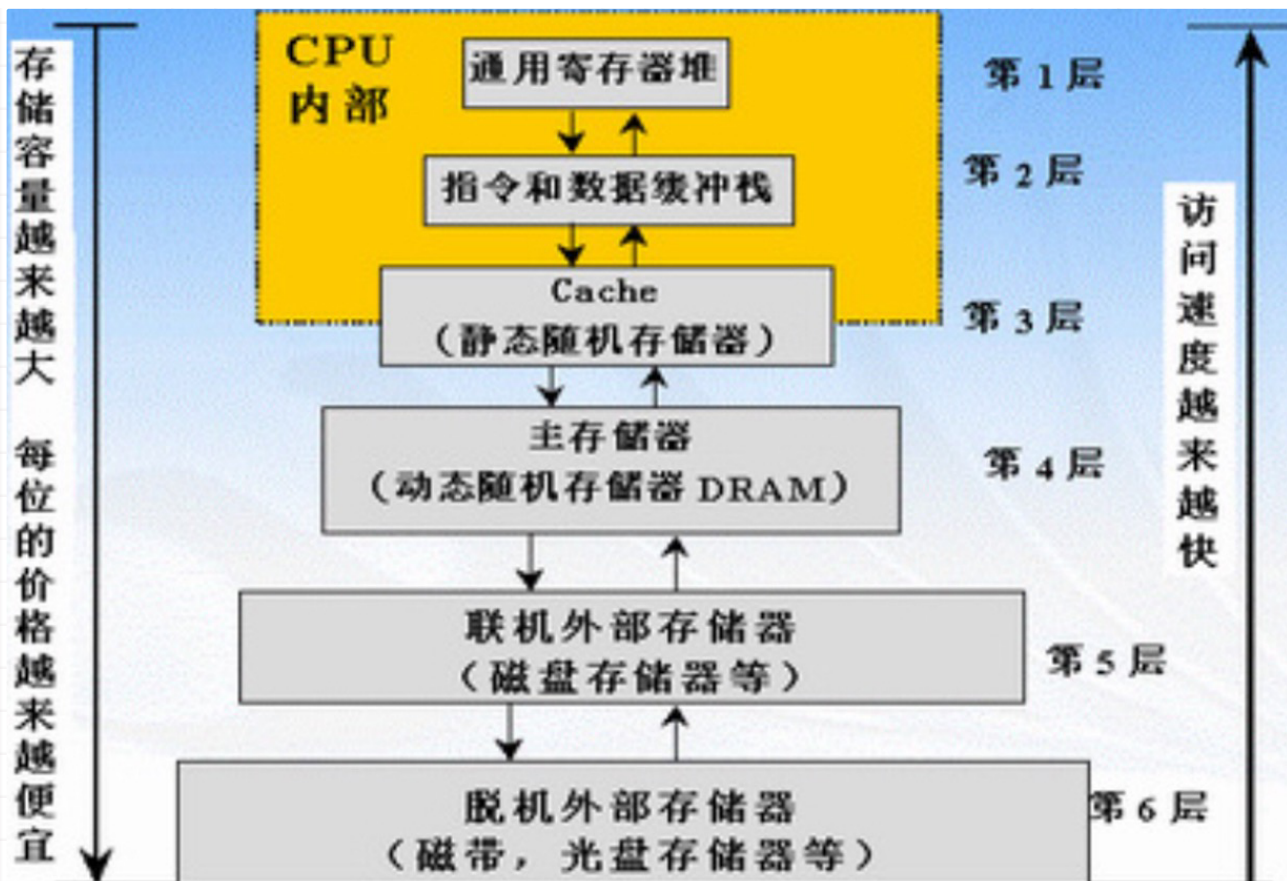 存储容量越来越大 每位的价格越来越便宜
CPU
内部
通用寄存器堆
第1层
指令和数据缓冲栈
第2层
Cache
(静态随机存储器)
第3层
主存储器
(动态随机存储器DRAM)
第4层
联机外部存储器
(磁盘存储器等)
第5层
脱机外部存储器
(磁带，光盘存储器等)
第6层
访问速度越来越快